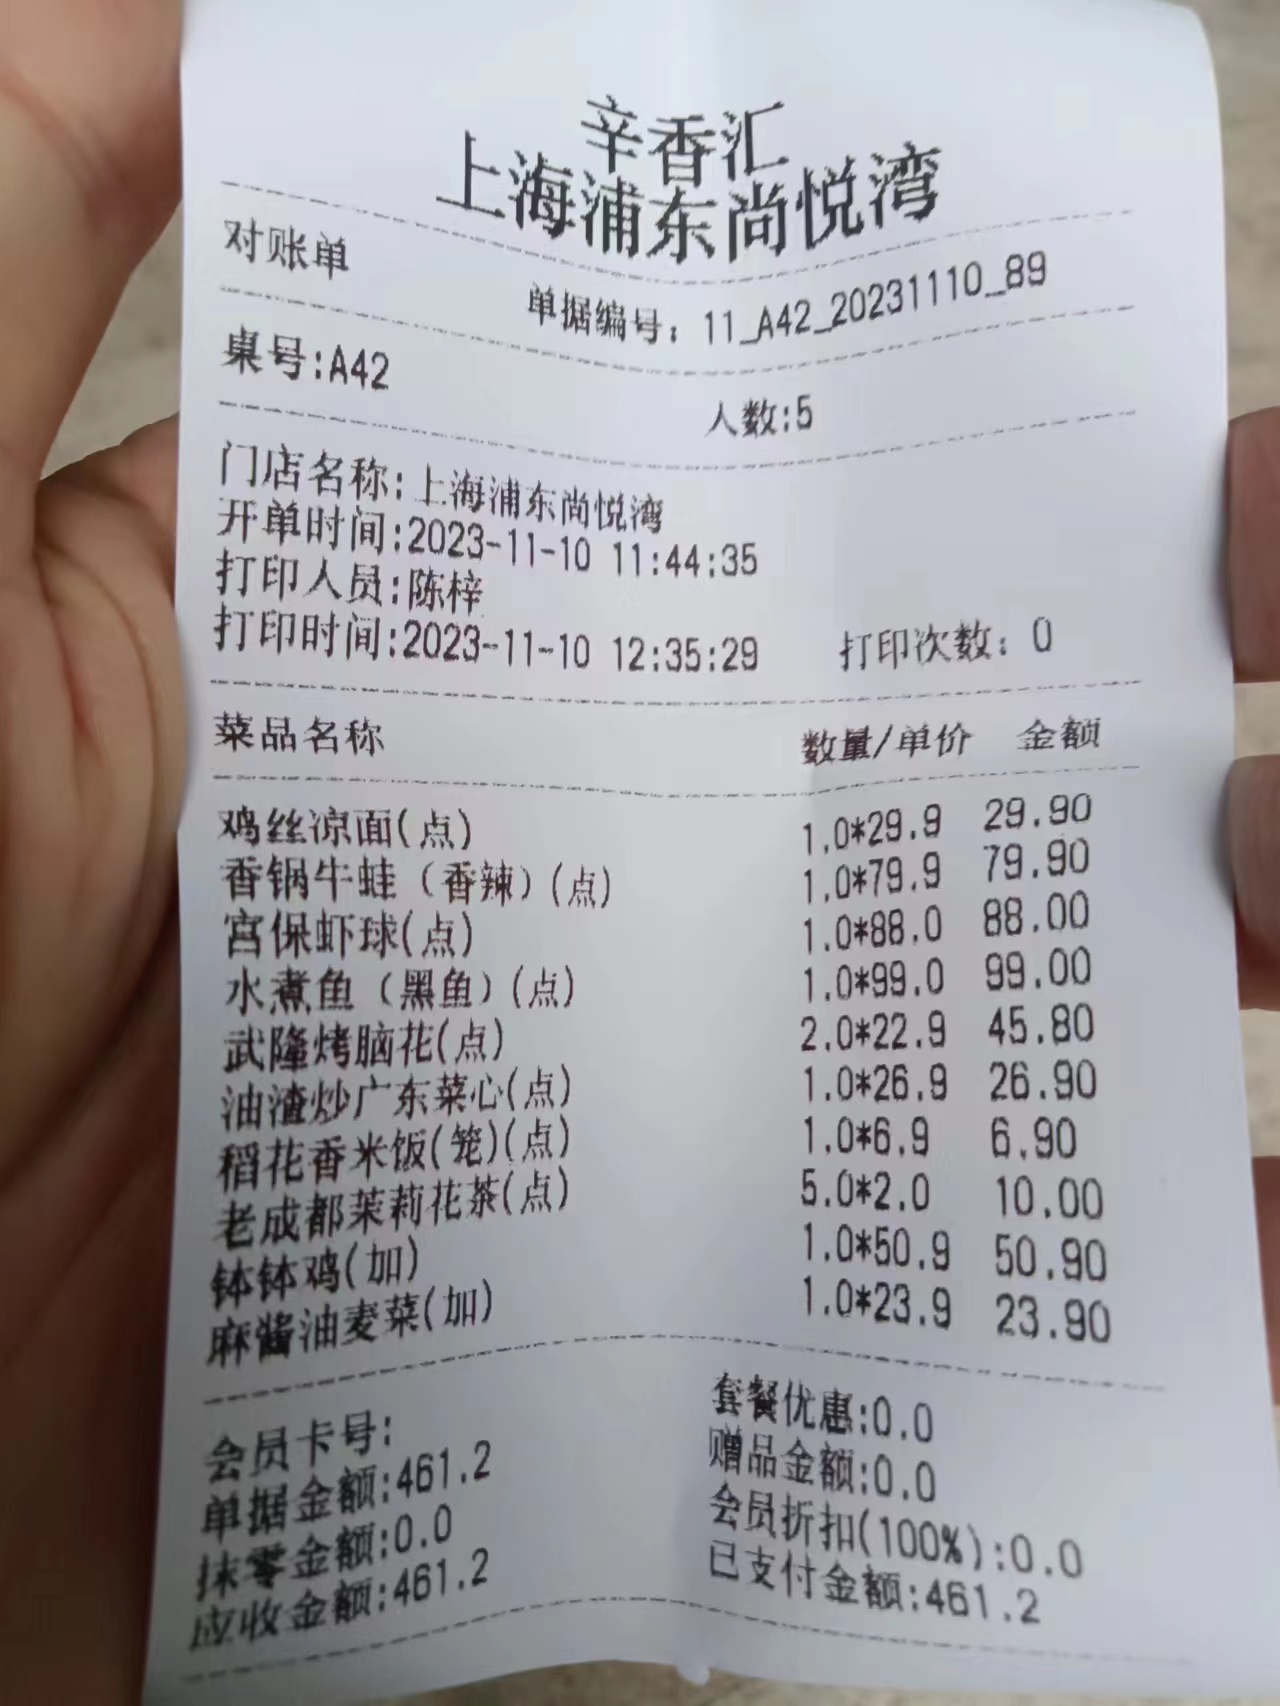 辛香汇
上海浦东尚悦湾
对账单 单据编号：11_A42_20231110_89
桌号:A42 人数:5
门店名称:上海浦东尚悦湾
开单时间:2023-11-10 11:44:35
打印人员:陈梓
打印时间:2023-11-10 12:35:29 打印次数：0
菜品名称 数量/单价 金额
鸡丝凉面(点) 1.0*29.9 29.90
香锅牛蛙（香辣）(点) 1.0*79.9 79.90
宫保虾球(点) 1.0*88.0 88.00
水煮鱼（黑鱼）(点) 1.0*99.0 99.00
武隆烤脑花(点) 2.0*22.9 45.80
油渣炒广东菜心(点) 1.0*26.9 26.90
稻花香米饭(笼)(点) 1.0*6.9 6.90
老成都茉莉花茶(点) 5.0*2.0 10.00
钵钵鸡(加) 1.0*50.9 50.90
麻酱油麦菜(加) 1.0*23.9 23.90
会员卡号: 套餐优惠:0.0
单据金额:461.2 赠品金额:0.0
抹零金额:0.0 会员折扣(100%):0.0
应收金额:461.2 已支付金额:461.2